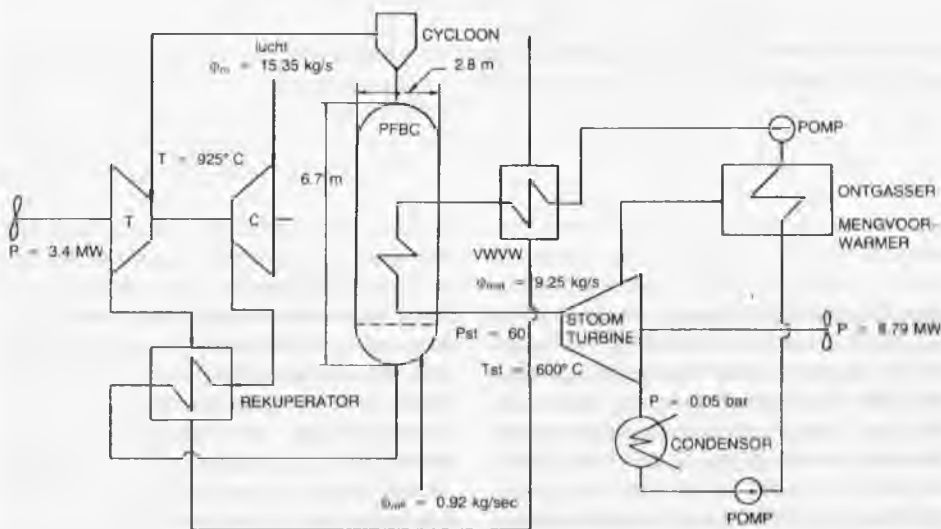 CYCLOON
lucht
φm = 15.35 kg/s
2.8 m
PFBC
POMP
T = 925° C
6.7 m
ONTGASSER
MENGVOOR-
WARMER
T
C
VWVW
P = 3.4 MW
9.25 kg/s
STOOM
TURBINE
Pst = 60
P = 8.79 MW
Tst = 600° C
REKUPERATOR
P = 0.05 bar
CONDENSOR
= 0.92 kg/sec
POMP